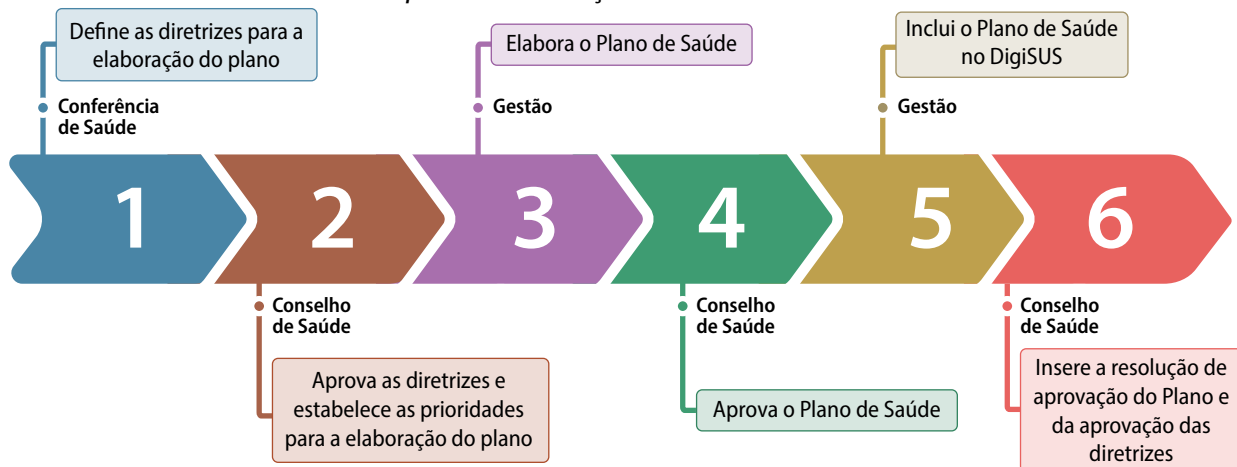 Define as diretrizes para a
elaboração do plano
Conferência
de Saúde
Elabora o Plano de Saúde
Gestão
Inclui o Plano de Saúde
no DigiSUS
Gestão
1
2
3
4
5
6
Conselho
de Saúde
Aprova as diretrizes e
estabelece as prioridades
para a elaboração do plano
Conselho
de Saúde
Aprova o Plano de Saúde
Conselho
de Saúde
Insere a resolução de
aprovação do Plano e
da aprovação das
diretrizes